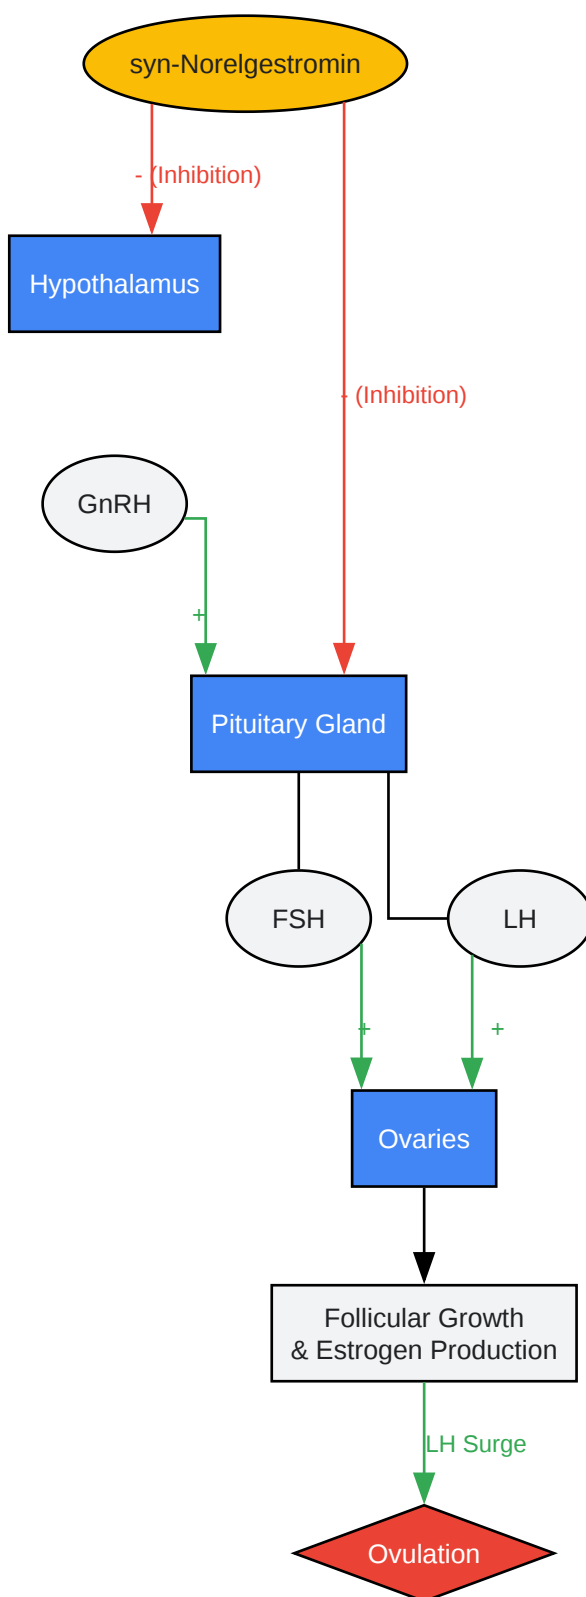 syn-Norelgestromin
- (Inhibition)
Hypothalamus
- (Inhibition)
GnRH
+
Pituitary Gland
FSH
LH
+
+
Ovaries
Follicular Growth
& Estrogen Production
LH Surge
Ovulation